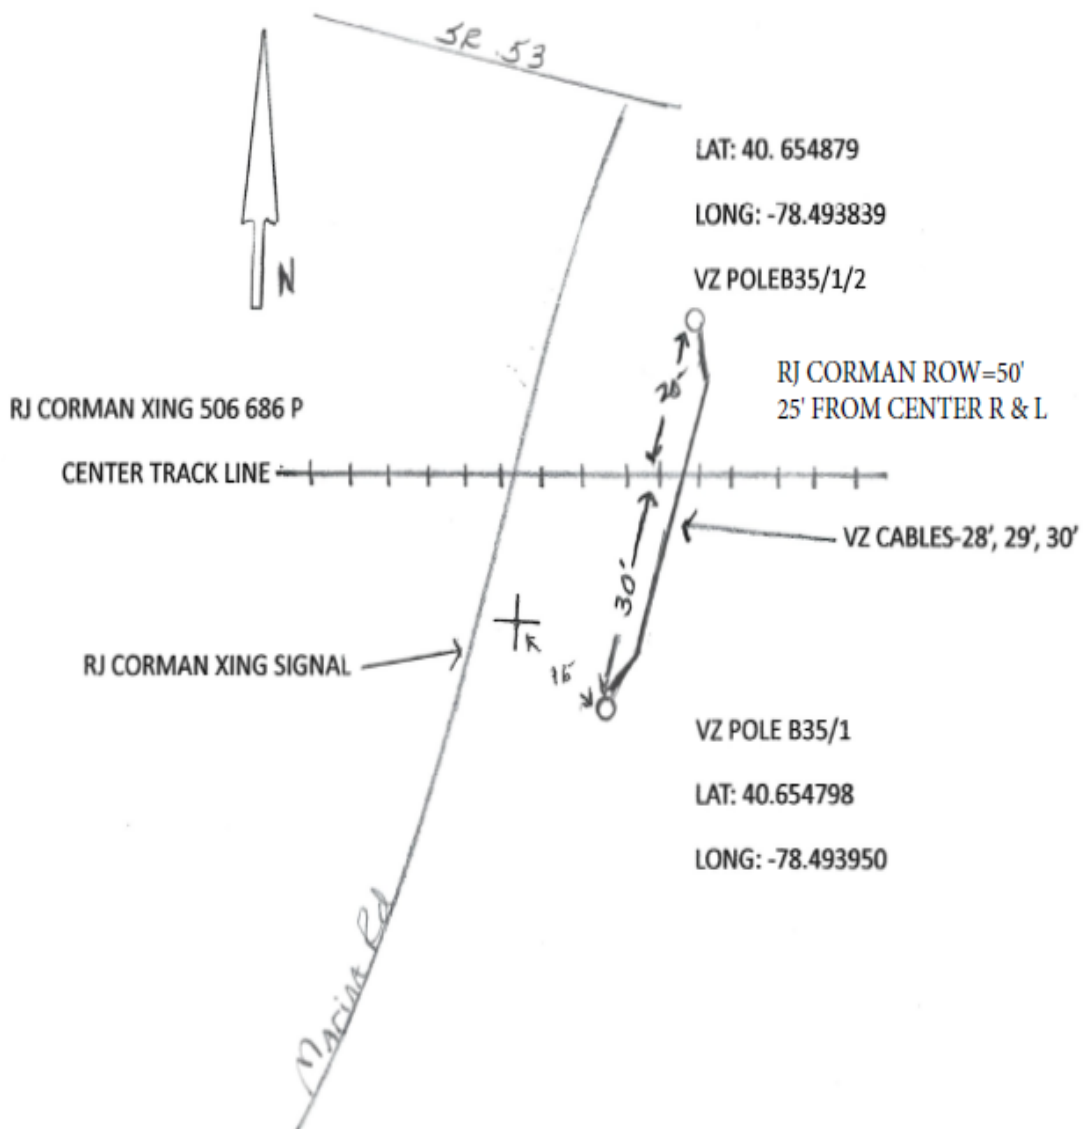 SR 53
LAT: 40. 654879
LONG: -78.493839
VZ POLEB35/1/2
N
RJ CORMAN ROW=50'
25' FROM CENTER R & L
RJ CORMAN XING 506 686 P
CENTER TRACK LINE
VZ CABLES-28', 29', 30'
30'
RJ CORMAN XING SIGNAL
VZ POLE B35/1
LAT: 40.654798
LONG: -78.493950
Rd